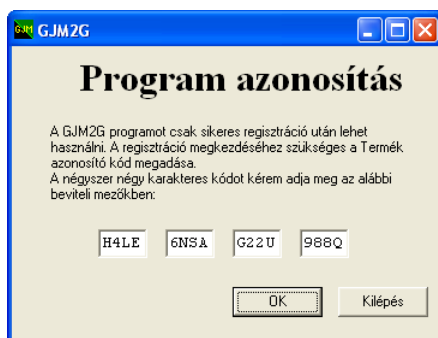 GJM GJM2G
Program azonosítás
A GJM2G programot csak sikeres regisztráció után lehet
használni. A regisztráció megkezdéséhez szükséges a Termék
azonosító kód megadása.
A négyszer négy karakteres kódot kérem adja meg az alábbi
beviteli mezőkben:
H4LE 6NSA G22U 988Q
OK Kilépés